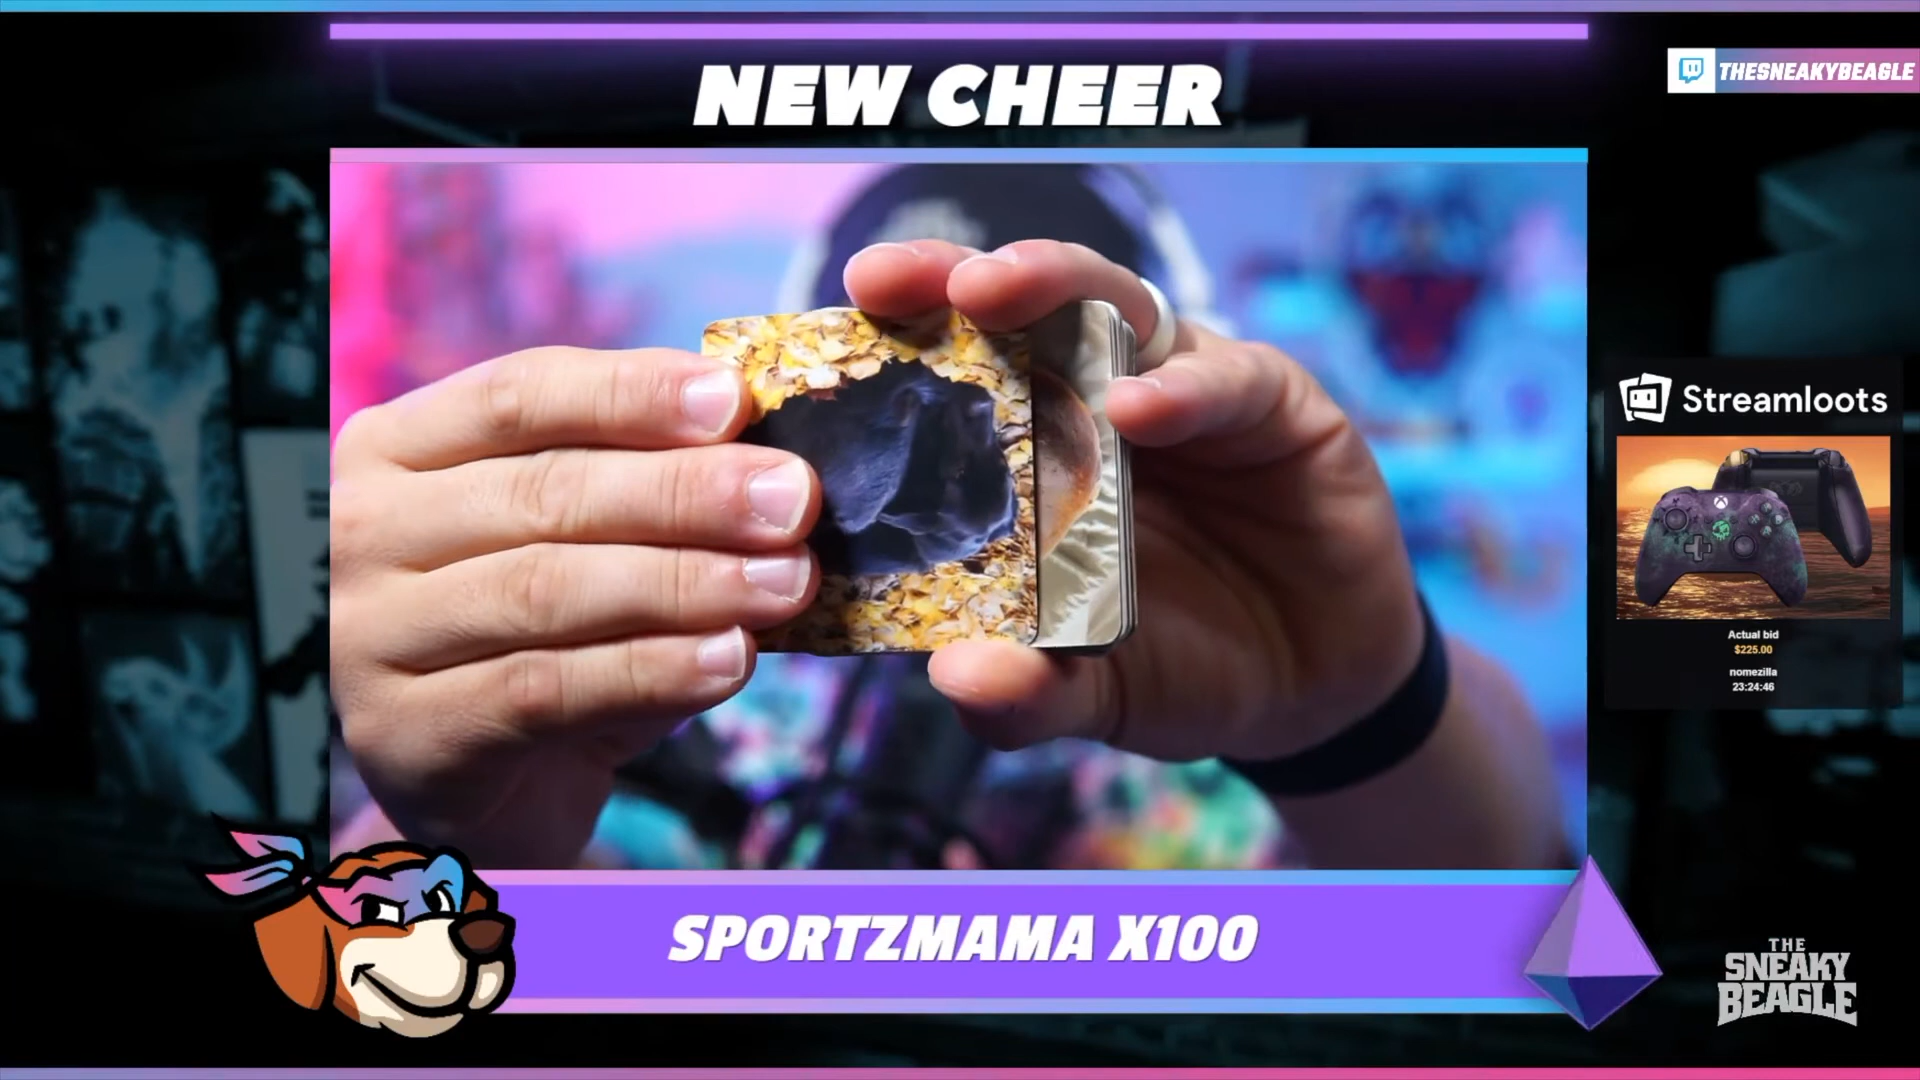 NEW CHEER
THESNEAKYBEAGLE
Streamloots
Actual bid
$225.00
nomezilla
23:24:46
SPORTZMAMA X100
THE
SNEAKY
BEAGLE